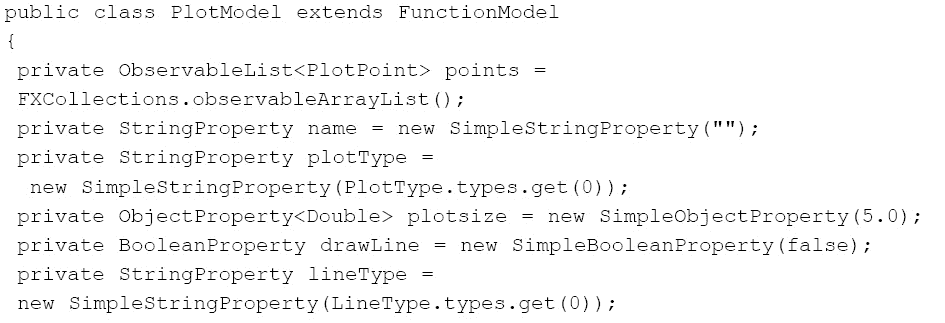 public class PlotModel extends FunctionModel
{
private ObservableList<PlotPoint> points =
FXCollections.observableArrayList();
private StringProperty name = new SimpleStringProperty("");
private StringProperty plotType =
new SimpleStringProperty(PlotType.types.get(0));
private ObjectProperty<Double> plotsize = new SimpleObjectProperty(5.0);
private BooleanProperty drawLine = new SimpleBooleanProperty(false);
private StringProperty lineType =
new SimpleStringProperty(LineType.types.get(0));